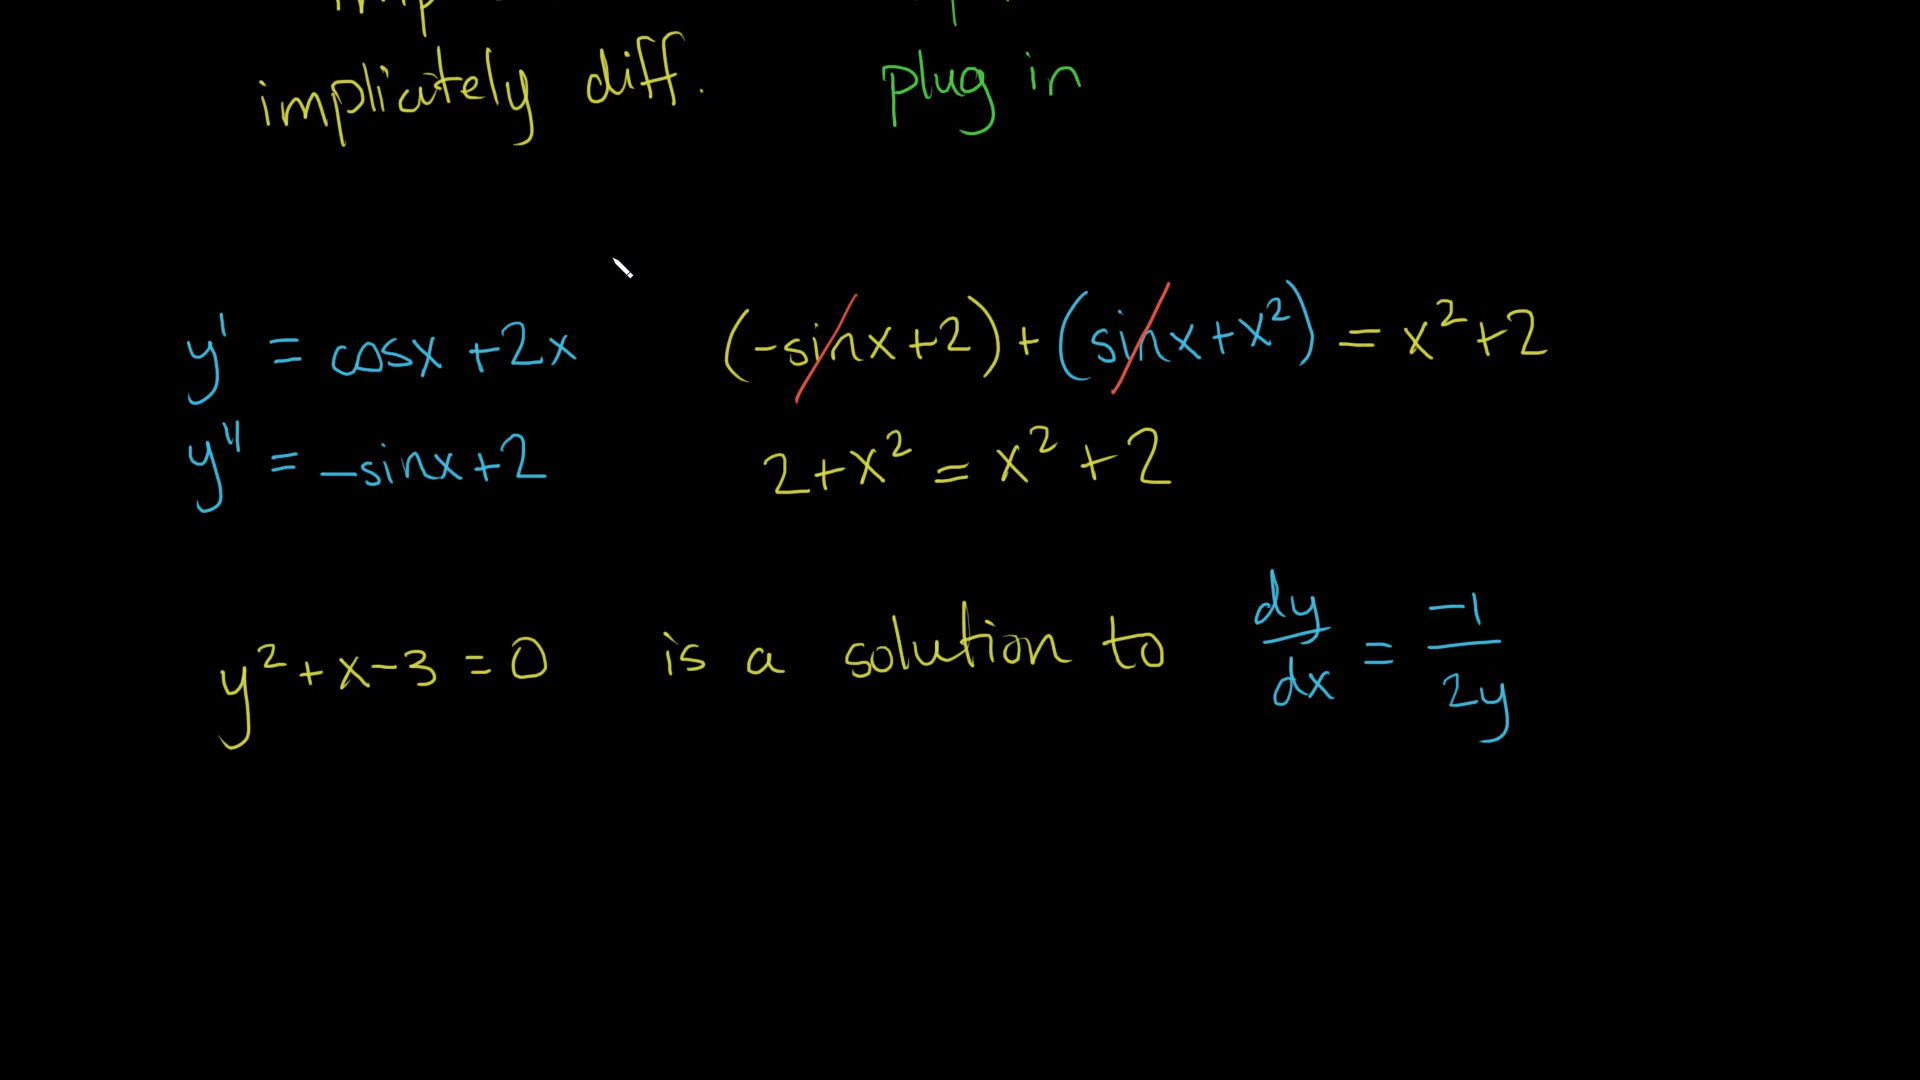 implicitely diff. plug in
y' = cosx +2x (-sinx+2) + (sinx+x²) = x²+2
y'' = -sinx+2 2+x² = x² +2
y²+x-3=0 is a solution to dy/dx = -1/2y